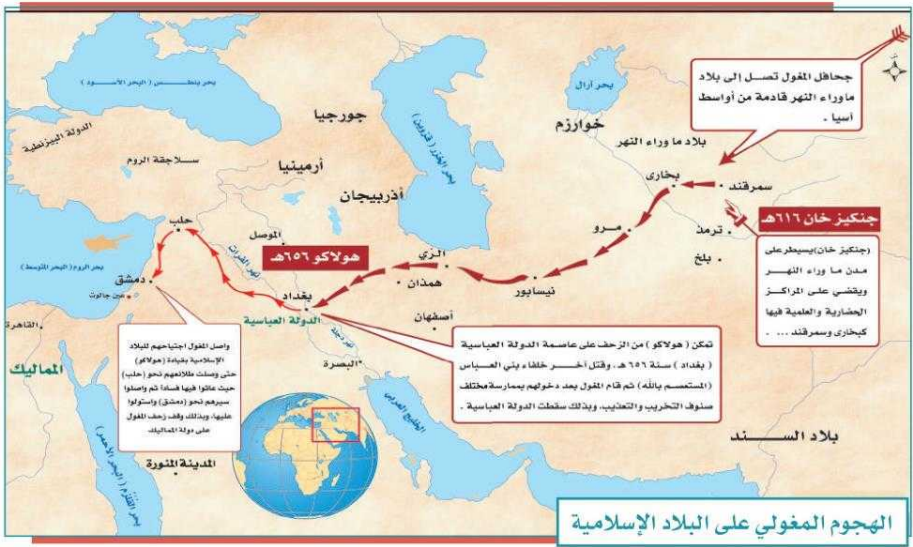 جحافل المغول تصل إلى بلاد
ماوراء النهر قادمة من أواسط
آسيا .
بحر بنطس ( البحر الأسود )
بحر آرال
الدولة البيزنطية
جورجيا
خوارزم
بحر الخزر ( قزوين )
بلاد ما وراء النهر
سلاجقة الروم
أرمينيا
أذربيجان
بخارى
سمرقند
جنكيز خان ٦١٦هـ
(جنكيز خان) يسيطر على
مدن ما وراء النهر
ويقضي على المراكز
الحضارية والعلمية فيها
كبخارى وسمرقند ... .
ترمذ
بلخ
مرو
نيسابور
الري
همذان
أصفهان
حلب
الموصل
هولاكو ٦٥٦هـ
نهر الفرات
بحر الروم ( البحر المتوسط )
دمشق
عين جالوت
بغداد
الدولة العباسية
نهر دجلة
البصرة
القاهرة
المماليك
واصل المغول اجتياحهم للبلاد
الإسلامية بقيادة (هولاكو)
حتى وصلت طلائعهم نحو (حلب)
حيث عاثوا فيها فساداً ثم واصلوا
سيرهم نحو (دمشق) واستولوا
عليها، وبذلك وقف زحف المغول
على دولة المماليك.
تمكن ( هولاكو ) من الزحف على عاصمة الدولة العباسية
( بغداد ) سنة ٦٥٦ هـ . وقتل آخر خلفاء بني العباس
(المستعصم بالله) ثم قام المغول بعد دخولهم بممارسة مختلف
صنوف التخريب والتعذيب. وبذلك سقطت الدولة العباسية .
الخليج العربي
بحر القلزم ( البحر الأحمر )
المدينة المنورة
بلاد الســـند
الهجوم المغولي على البلاد الإسلامية